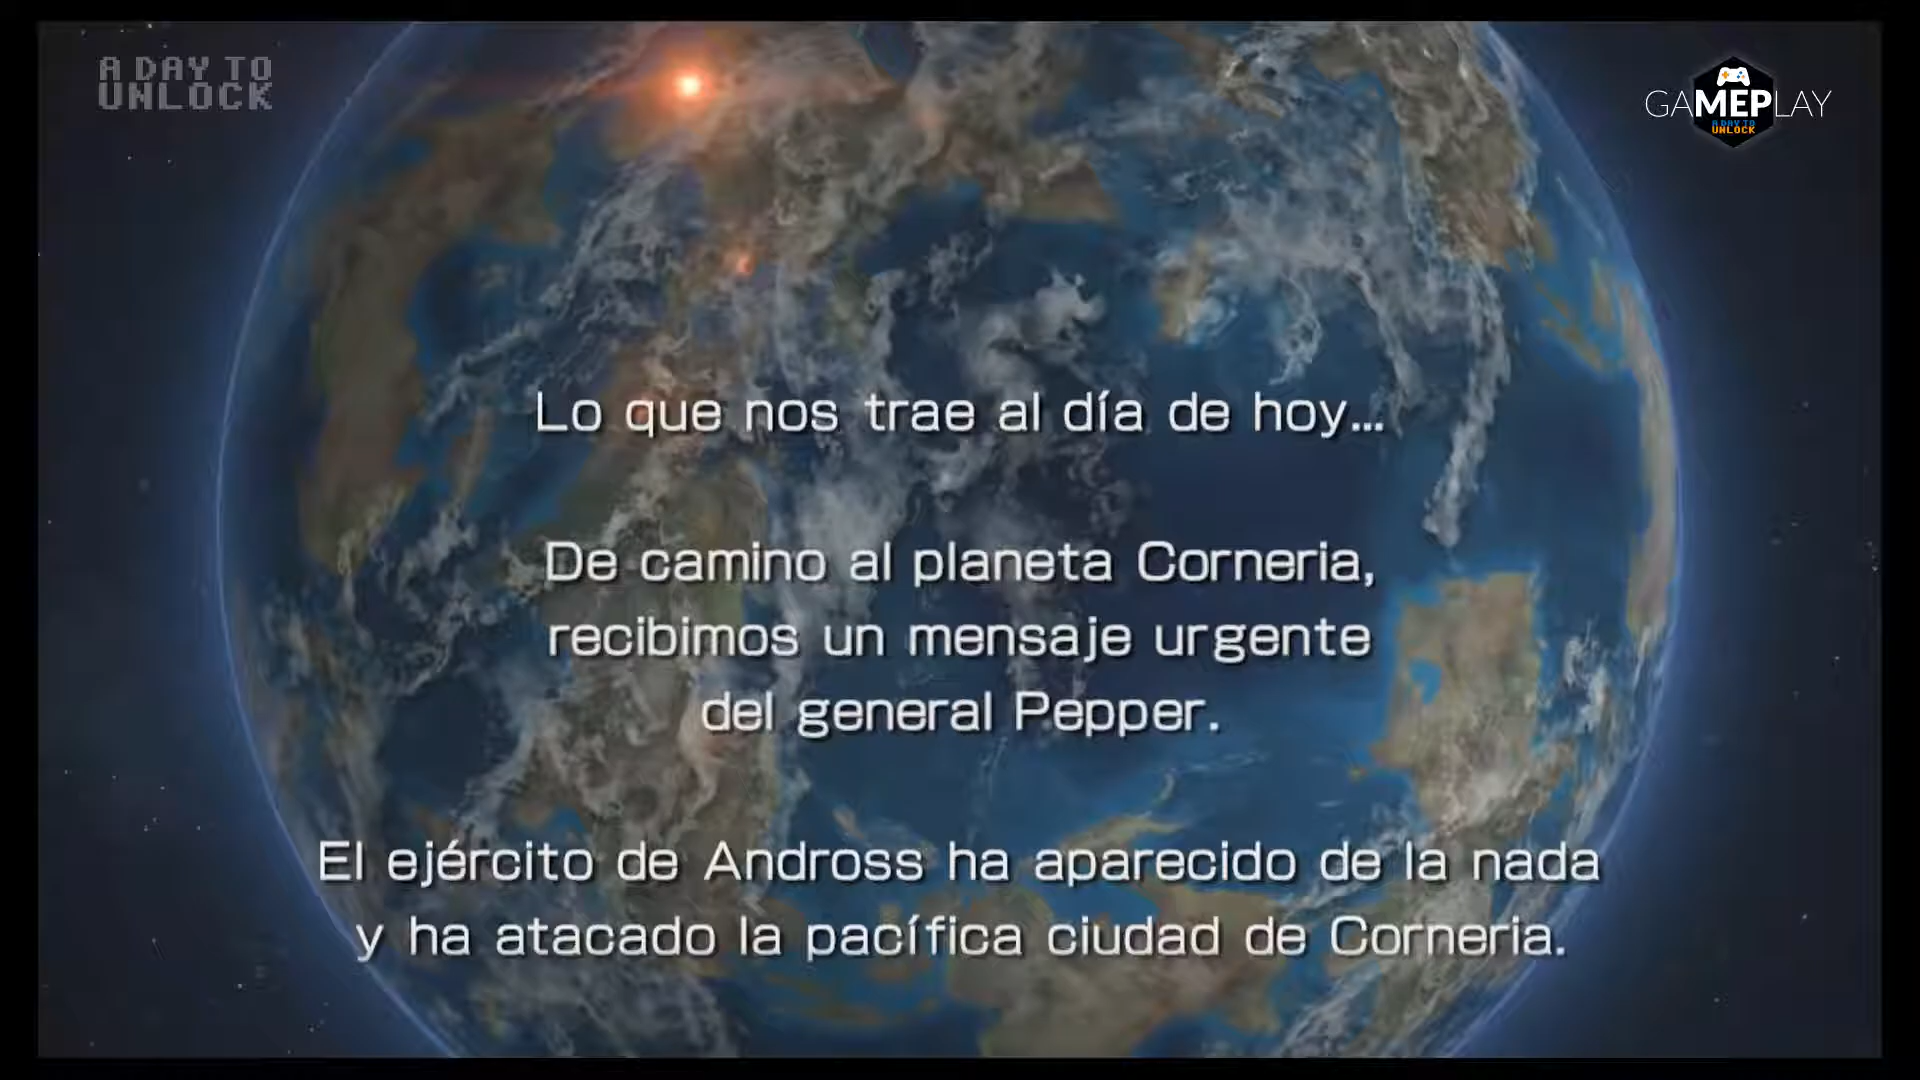 A DAY TO
UNLOCK
GAMEPLAY
A DAY TO
UNLOCK
Lo que nos trae al día de hoy...
De camino al planeta Corneria,
recibimos un mensaje urgente
del general Pepper.
El ejército de Andross ha aparecido de la nada
y ha atacado la pacífica ciudad de Corneria.